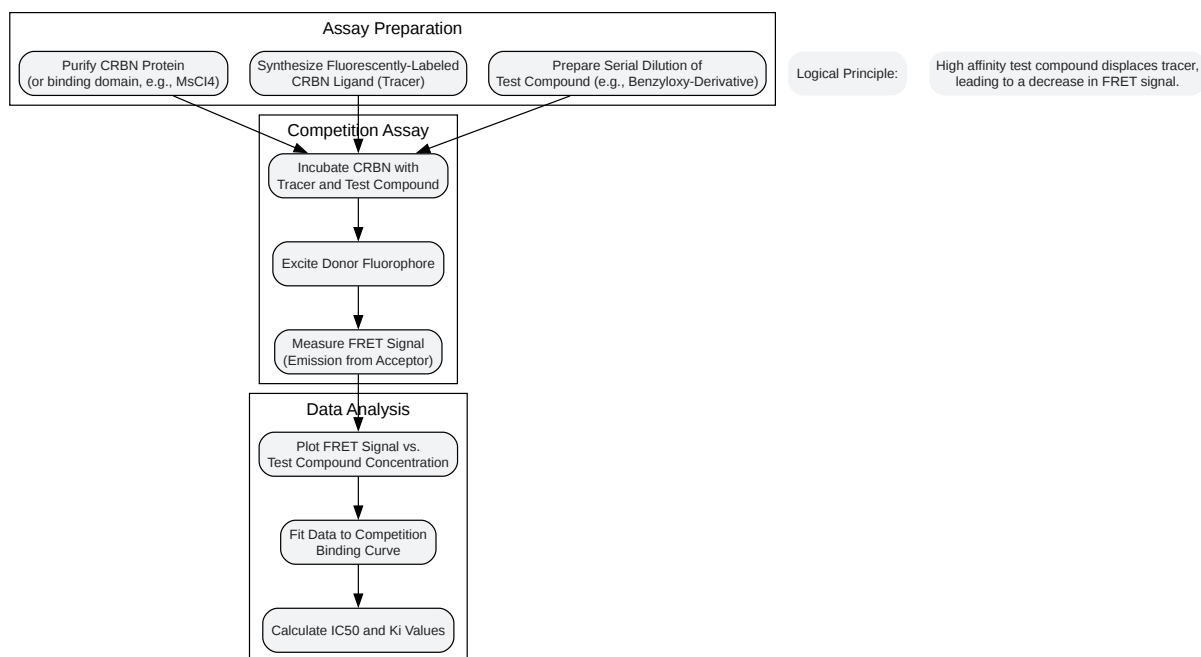 Assay Preparation
Purify CRBN Protein
(or binding domain, e.g., MsCI4)
Synthesize Fluorescently-Labeled
CRBN Ligand (Tracer)
Prepare Serial Dilution of
Test Compound (e.g., Benzyloxy-Derivative)
Logical Principle:
High affinity test compound displaces tracer,
leading to a decrease in FRET signal.
Competition Assay
Incubate CRBN with
Tracer and Test Compound
Excite Donor Fluorophore
Measure FRET Signal
(Emission from Acceptor)
Data Analysis
Plot FRET Signal vs.
Test Compound Concentration
Fit Data to Competition
Binding Curve
Calculate IC50 and Ki Values